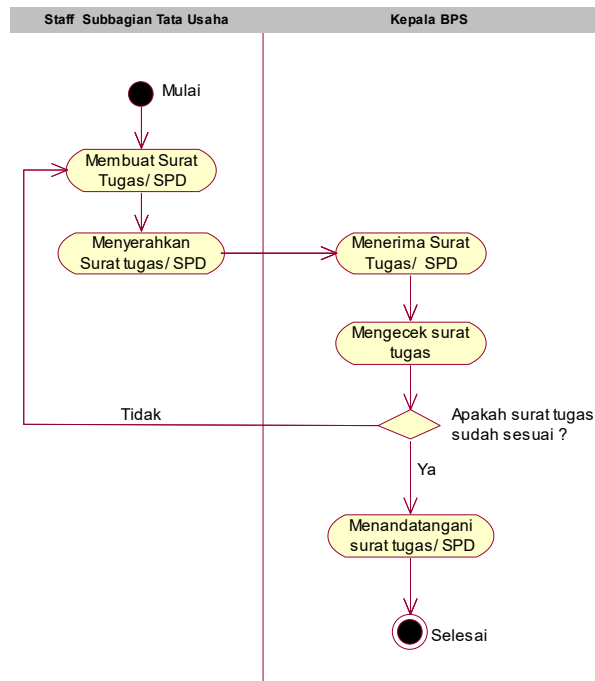 Staff Subbagian Tata Usaha
Kepala BPS
Mulai
Membuat Surat
Tugas/ SPD
Menyerahkan
Surat tugas/ SPD
Menerima Surat
Tugas/ SPD
Mengecek surat
tugas
Tidak
Apakah surat tugas
sudah sesuai ?
Ya
Menandatangani
surat tugas/ SPD
Selesai